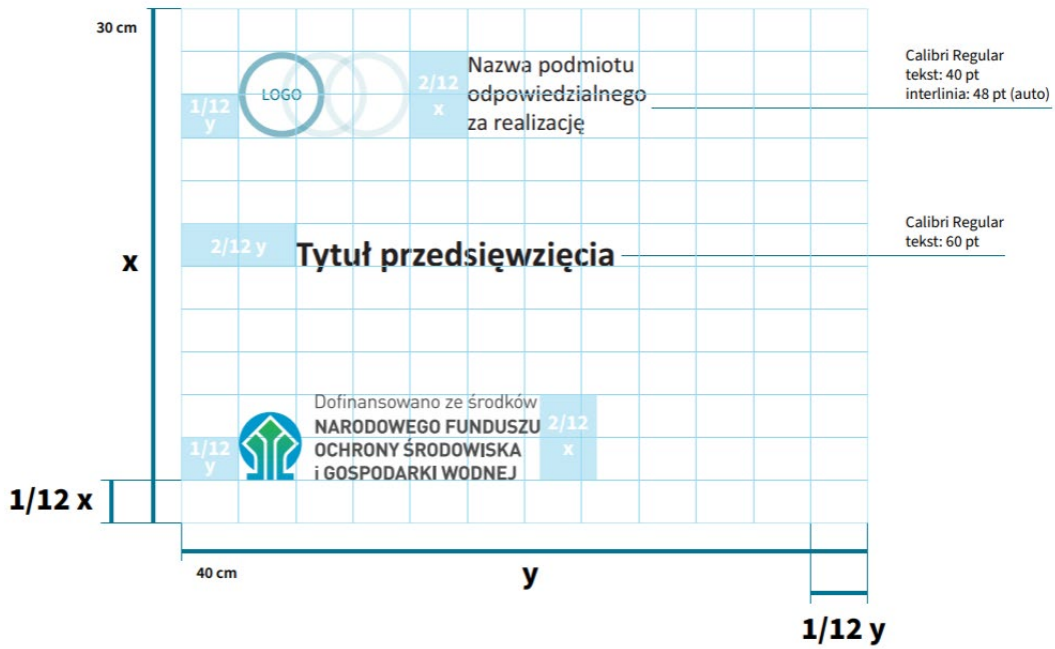 30 cm
Calibri Regular
tekst: 40 pt
interlinia: 48 pt (auto)
LOGO
1/12
y
2/12
x
Nazwa podmiotu
odpowiedzialnego
za realizację
Calibri Regular
tekst: 60 pt
2/12 y
Tytuł przedsięwzięcia
x
Dofinansowano ze środków
NARODOWEGO FUNDUSZU
OCHRONY ŚRODOWISKA
i GOSPODARKI WODNEJ
2/12
x
1/12
y
1/12 x
40 cm
y
1/12 y